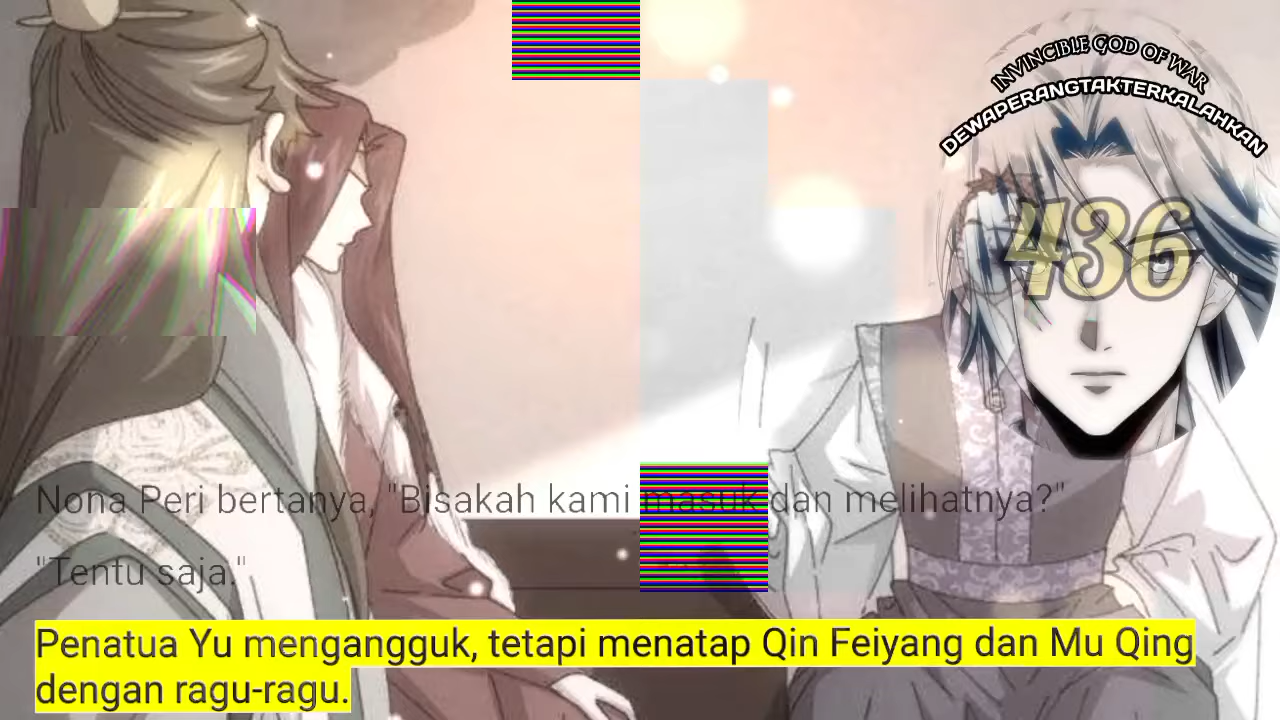 INVINCIBLE GOD OF WAR
DEWAPERANGTAKTERKALAHKAN
436
Nona Peri bertanya, "Bisakah kami masuk dan melihatnya?"
"Tentu saja."
Penatua Yu mengangguk, tetapi menatap Qin Feiyang dan Mu Qing
dengan ragu-ragu.